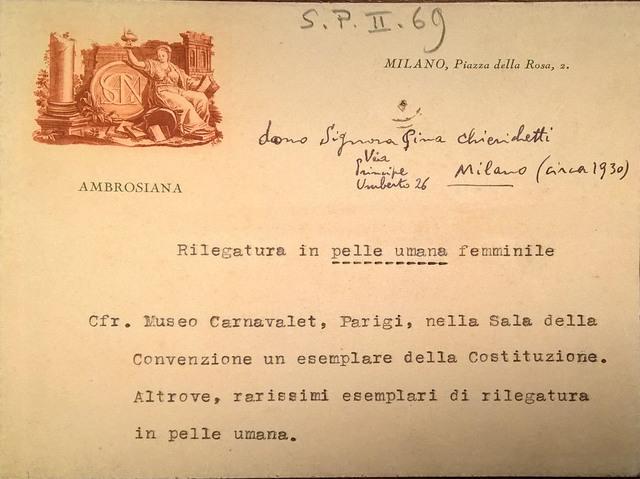 S.P.II.69
MILANO, Piazza della Rosa, 2.
dono Signora Gina Chierichetti
Via
Principe
Umberto 26
Milano (circa 1930)
AMBROSIANA
Rilegatura in pelle umana femminile
Cfr. Museo Carnavalet, Parigi, nella Sala della
Convenzione un esemplare della Costituzione.
Altrove, rarissimi esemplari di rilegatura
in pelle umana.